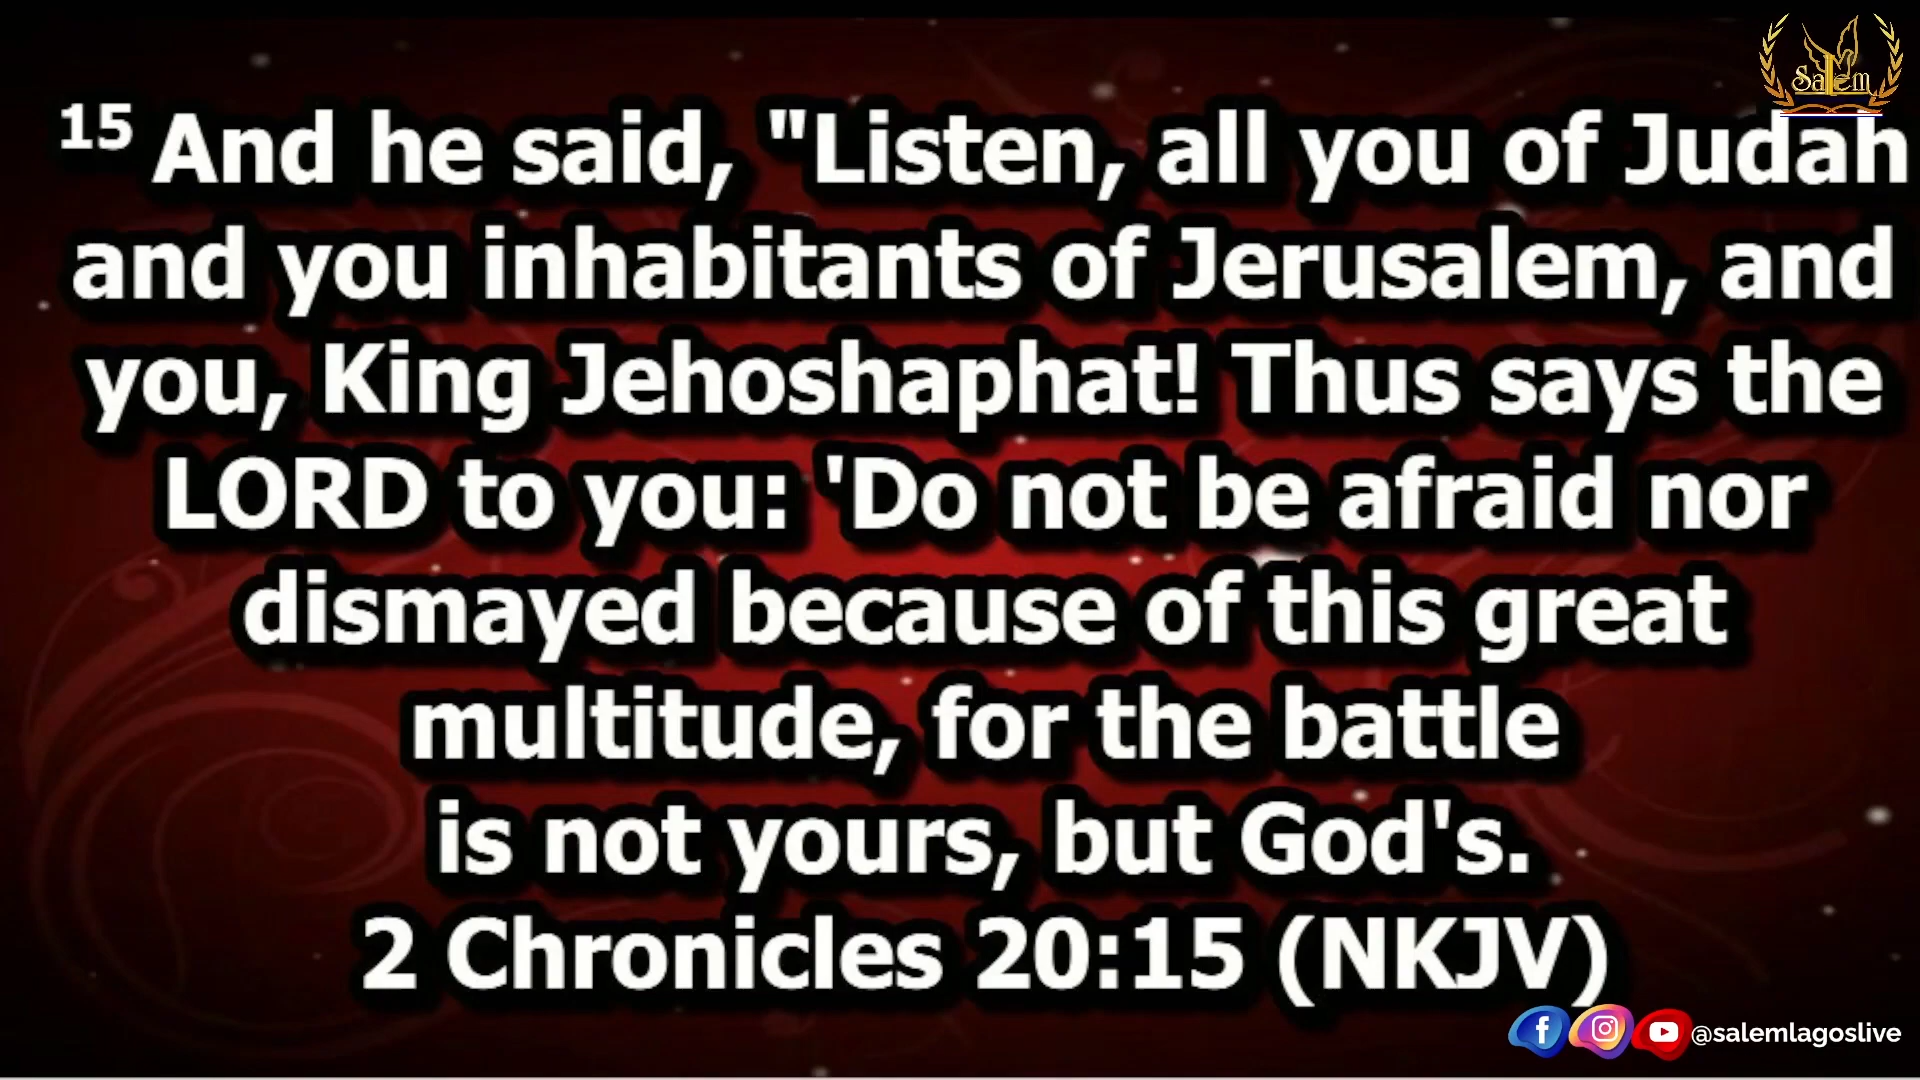 Salem
15 And he said, "Listen, all you of Judah
and you inhabitants of Jerusalem, and
you, King Jehoshaphat! Thus says the
LORD to you: 'Do not be afraid nor
dismayed because of this great
multitude, for the battle
is not yours, but God's.
2 Chronicles 20:15 (NKJV)
@salemlagoslive